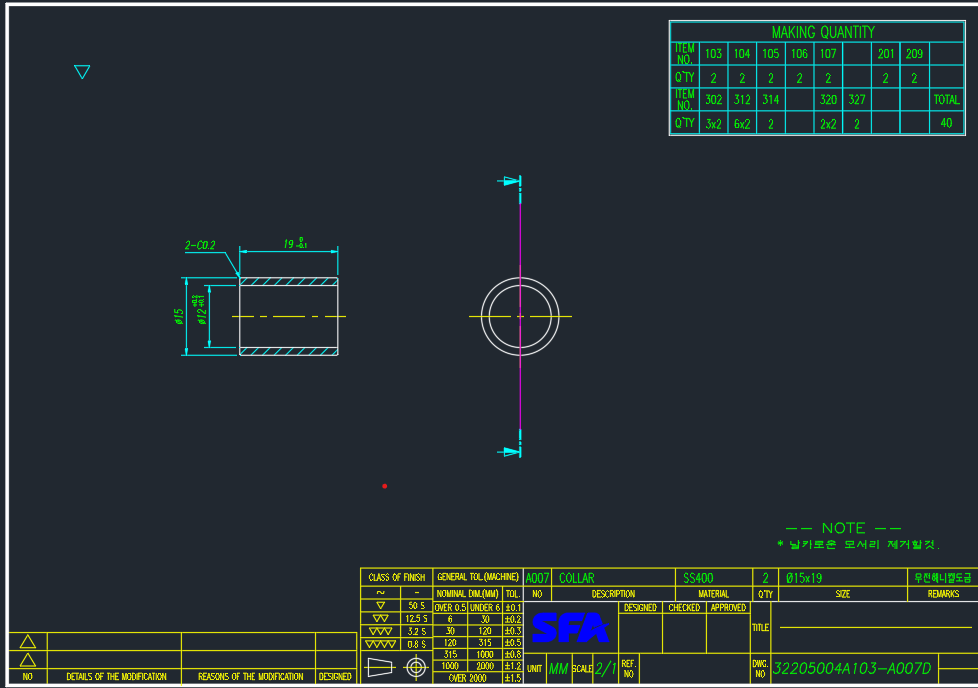 MAKING QUANTITY
ITEM NO. 103 104 105 106 107 201 209
Q'TY 2 2 2 2 2 2 2
ITEM NO. 302 312 314 320 327 TOTAL
Q'TY 3x2 6x2 2 2x2 2 40
2-C0.2
19 0 -0.1
ø15
ø12
-- NOTE --
* 날카로운 모서리 제거할것.
CLASS OF FINISH GENERAL TOL.(MACHINE) A007 COLLAR SS400 2 Ø15x19 무전해니켈도금
~ - NOMINAL DIM.(MM) TOL. NO DESCRIPTION MATERIAL Q'TY SIZE REMARKS
▽ 50 S OVER 0.5 UNDER 6 ±0.1 DESIGNED CHECKED APPROVED
▽▽ 12.5 S 6 30 ±0.2 SFA TITLE
▽▽▽ 3.2 S 30 120 ±0.3
▽▽▽▽ 0.8 S 120 315 ±0.5
315 1000 ±0.8
1000 2000 ±1.2 UNIT MM SCALE 2/1 REF. NO DWG. NO 32205004A103-A007D
OVER 2000 ±1.5
NO DETAILS OF THE MODIFICATION REASONS OF THE MODIFICATION DESIGNED